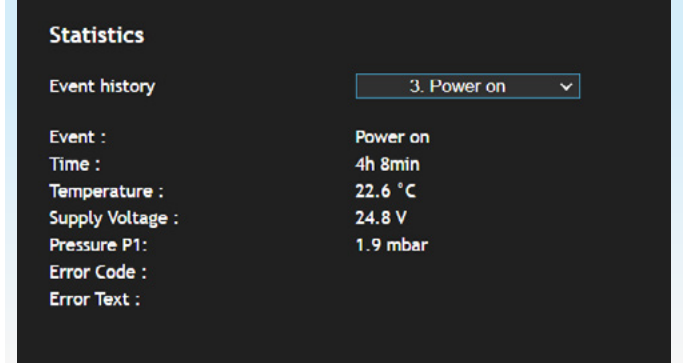 Statistics
Event history 3. Power on
Event : Power on
Time : 4h 8min
Temperature : 22.6 °C
Supply Voltage : 24.8 V
Pressure P1: 1.9 mbar
Error Code :
Error Text :